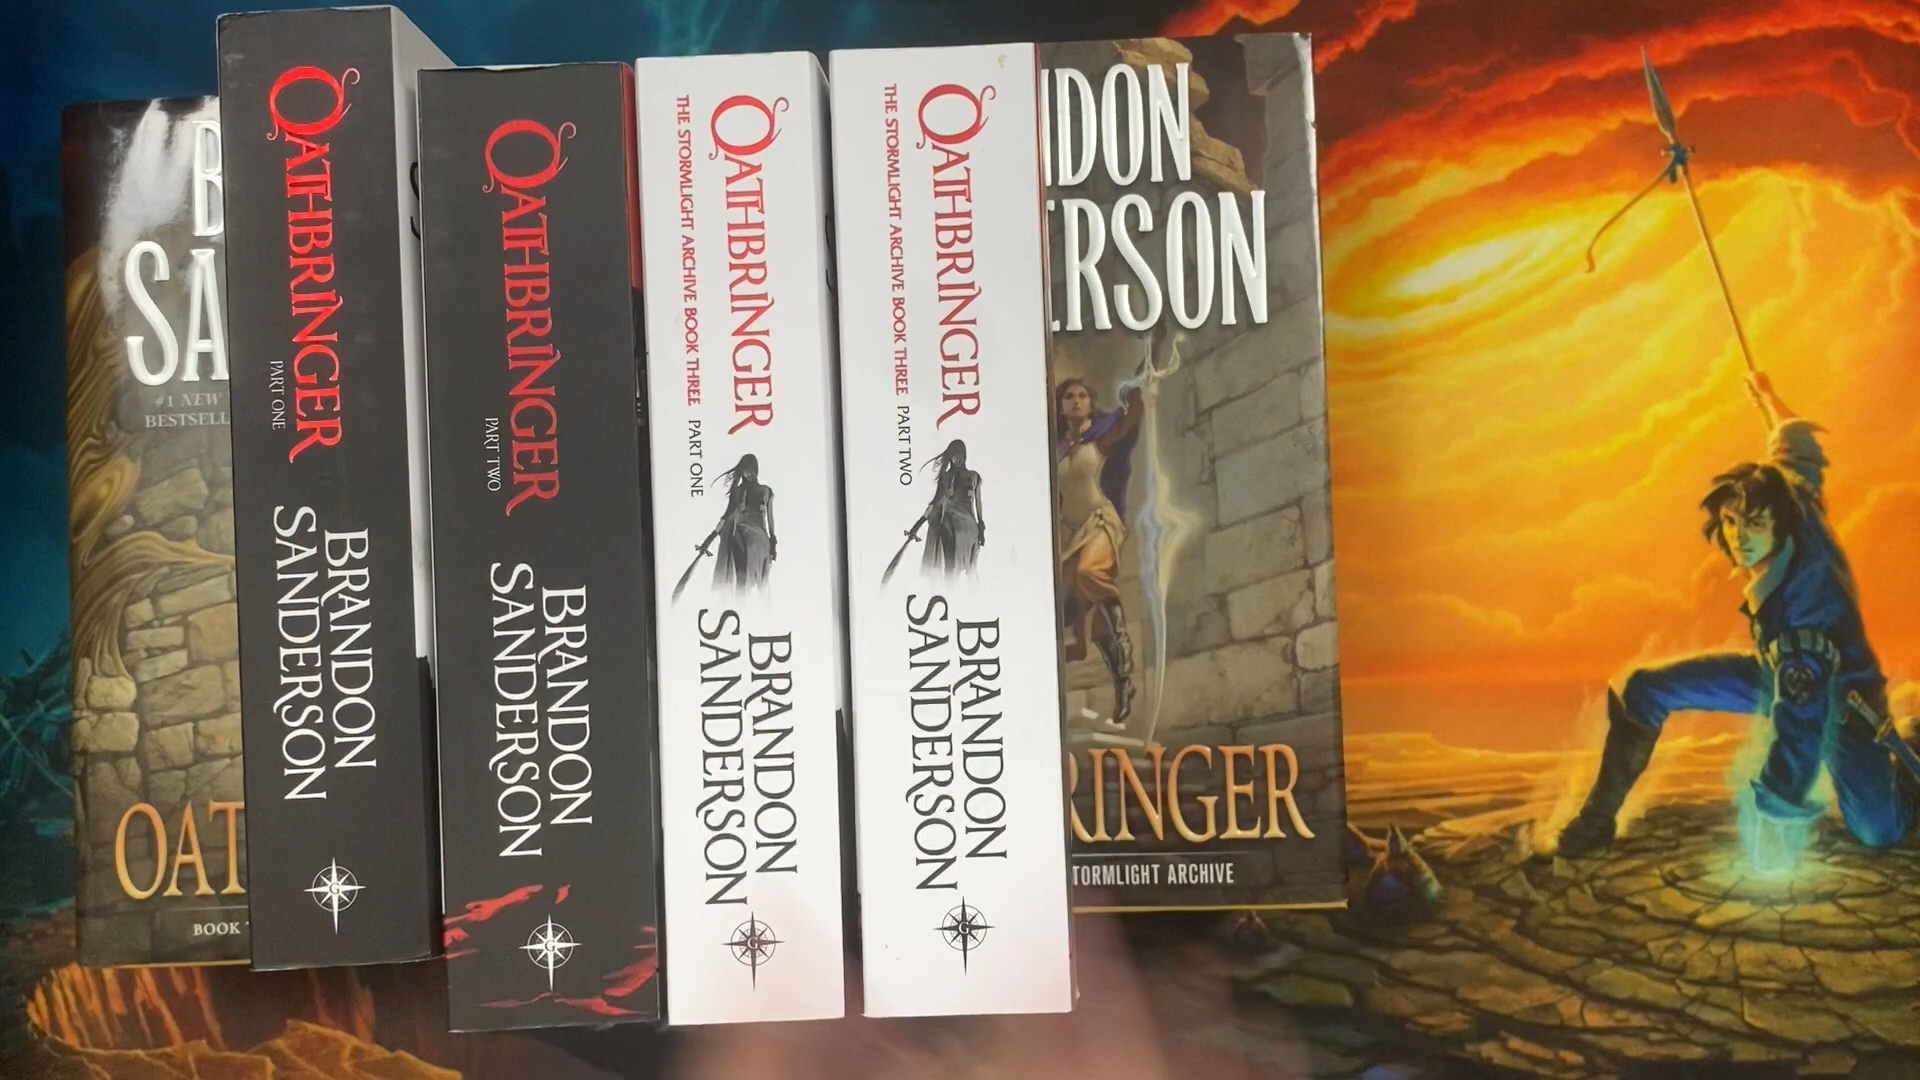 B
SA
#1 NEW
BESTSELL
OAT
BOOK
OATHBRINGER
PART ONE
BRANDON
SANDERSON
G
OATHBRINGER
PART TWO
BRANDON
SANDERSON
G
OATHBRINGER
THE STORMLIGHT ARCHIVE BOOK THREE PART ONE
BRANDON
SANDERSON
G
OATHBRINGER
THE STORMLIGHT ARCHIVE BOOK THREE PART TWO
BRANDON
SANDERSON
G
NDON
ERSON
RINGER
TORMLIGHT ARCHIVE